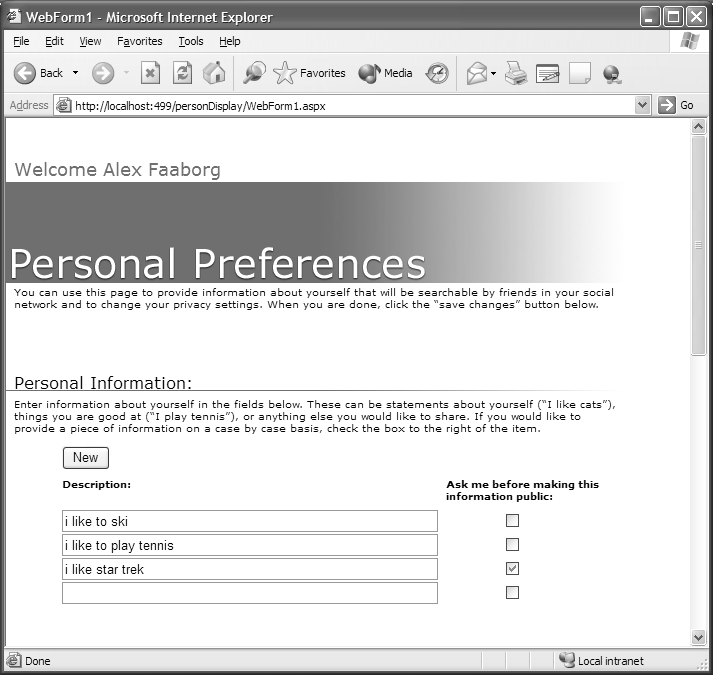 WebForm1 - Microsoft Internet Explorer
File Edit View Favorites Tools Help
Back Favorites Media
Address http://localhost:499/personDisplay/WebForm1.aspx Go
Welcome Alex Faaborg
Personal Preferences
You can use this page to provide information about yourself that will be searchable by friends in your social
network and to change your privacy settings. When you are done, click the “save changes” button below.
Personal Information:
Enter information about yourself in the fields below. These can be statements about yourself (“I like cats”),
things you are good at (“I play tennis”), or anything else you would like to share. If you would like to
provide a piece of information on a case by case basis, check the box to the right of the item.
New
Description:
Ask me before making this
information public:
i like to ski
i like to play tennis
i like star trek
Done Local intranet